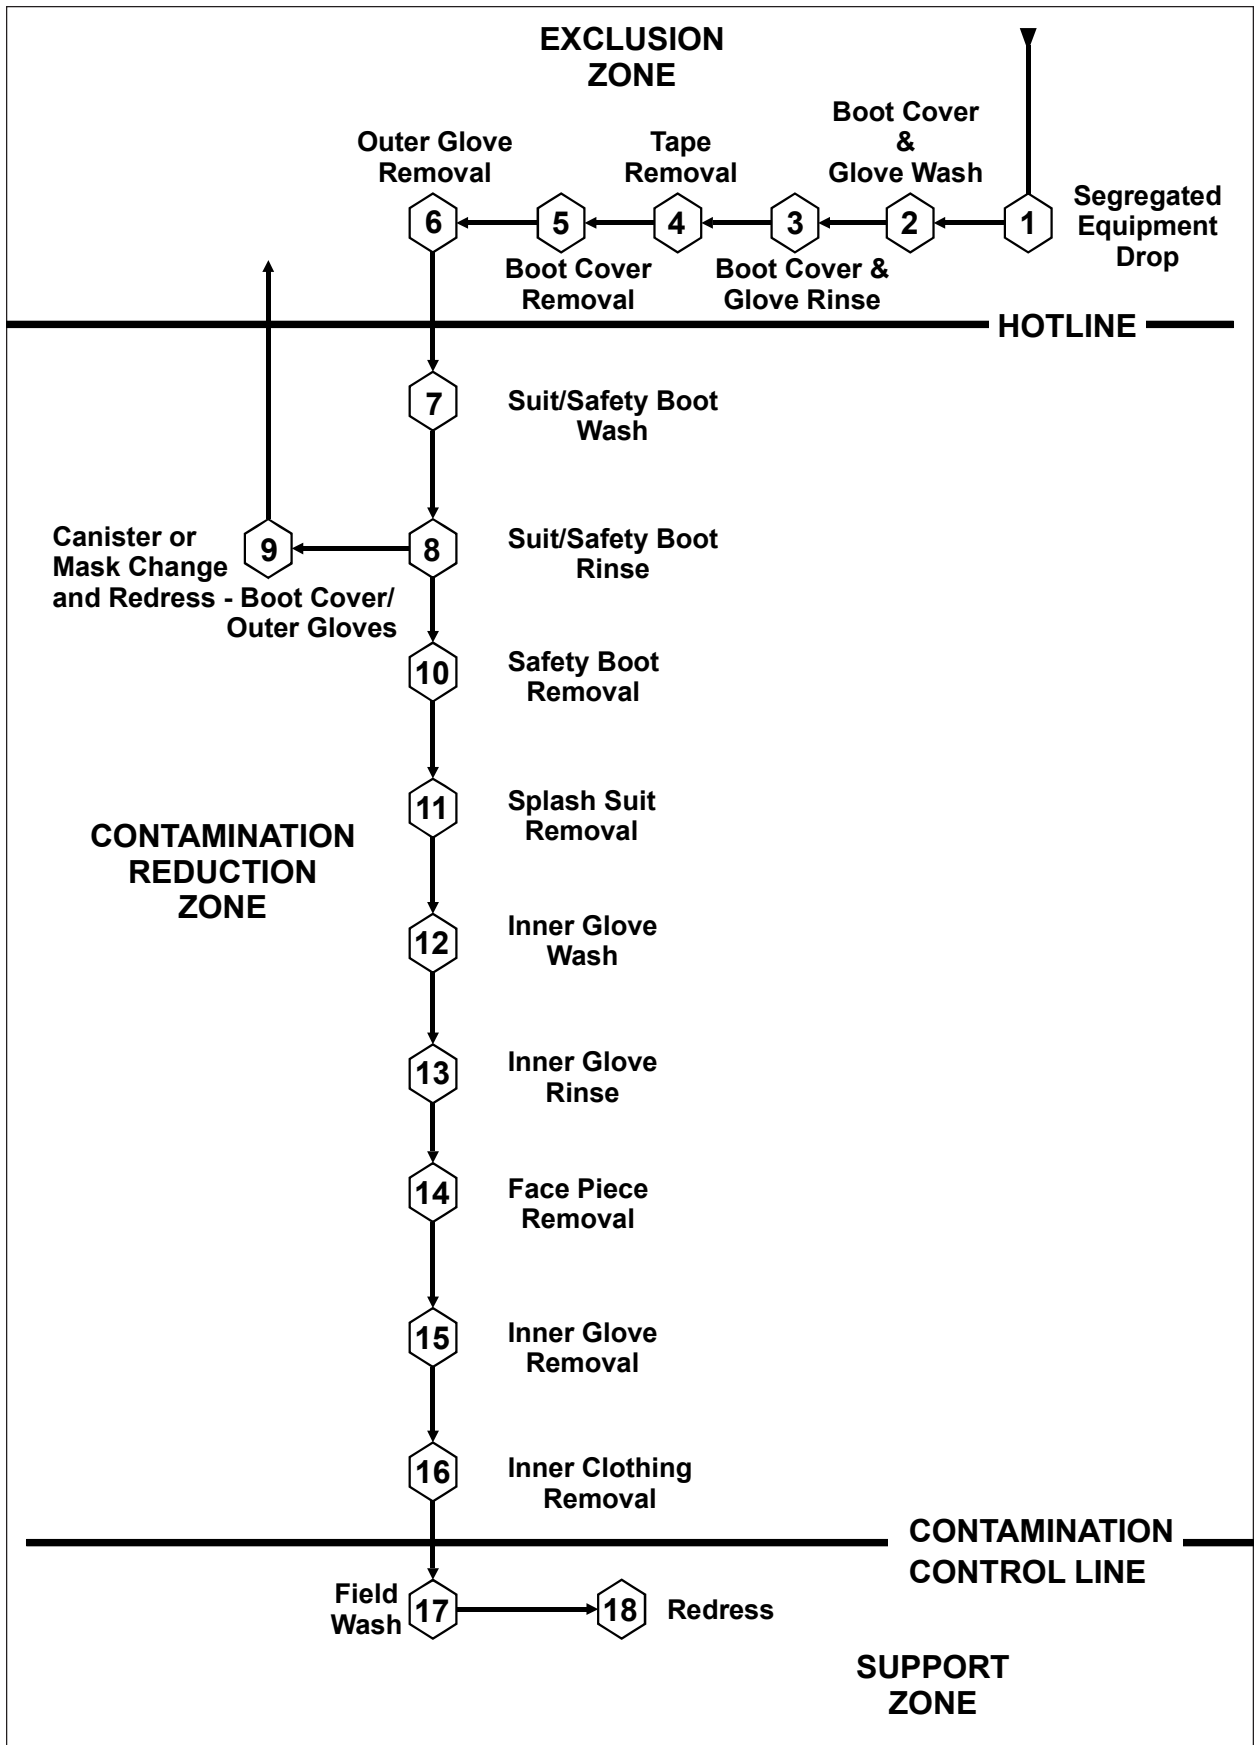 EXCLUSION
ZONE
Boot Cover
&
Glove Wash
Outer Glove
Removal
Tape
Removal
6
5
4
3
2
1
Segregated
Equipment
Drop
Boot Cover
Removal
Boot Cover &
Glove Rinse
HOTLINE
7
Suit/Safety Boot
Wash
Canister or
Mask Change
and Redress - Boot Cover/
Outer Gloves
9
8
Suit/Safety Boot
Rinse
10
Safety Boot
Removal
11
Splash Suit
Removal
CONTAMINATION
REDUCTION
ZONE
12
Inner Glove
Wash
13
Inner Glove
Rinse
14
Face Piece
Removal
15
Inner Glove
Removal
16
Inner Clothing
Removal
CONTAMINATION
CONTROL LINE
Field
Wash
17
18
Redress
SUPPORT
ZONE